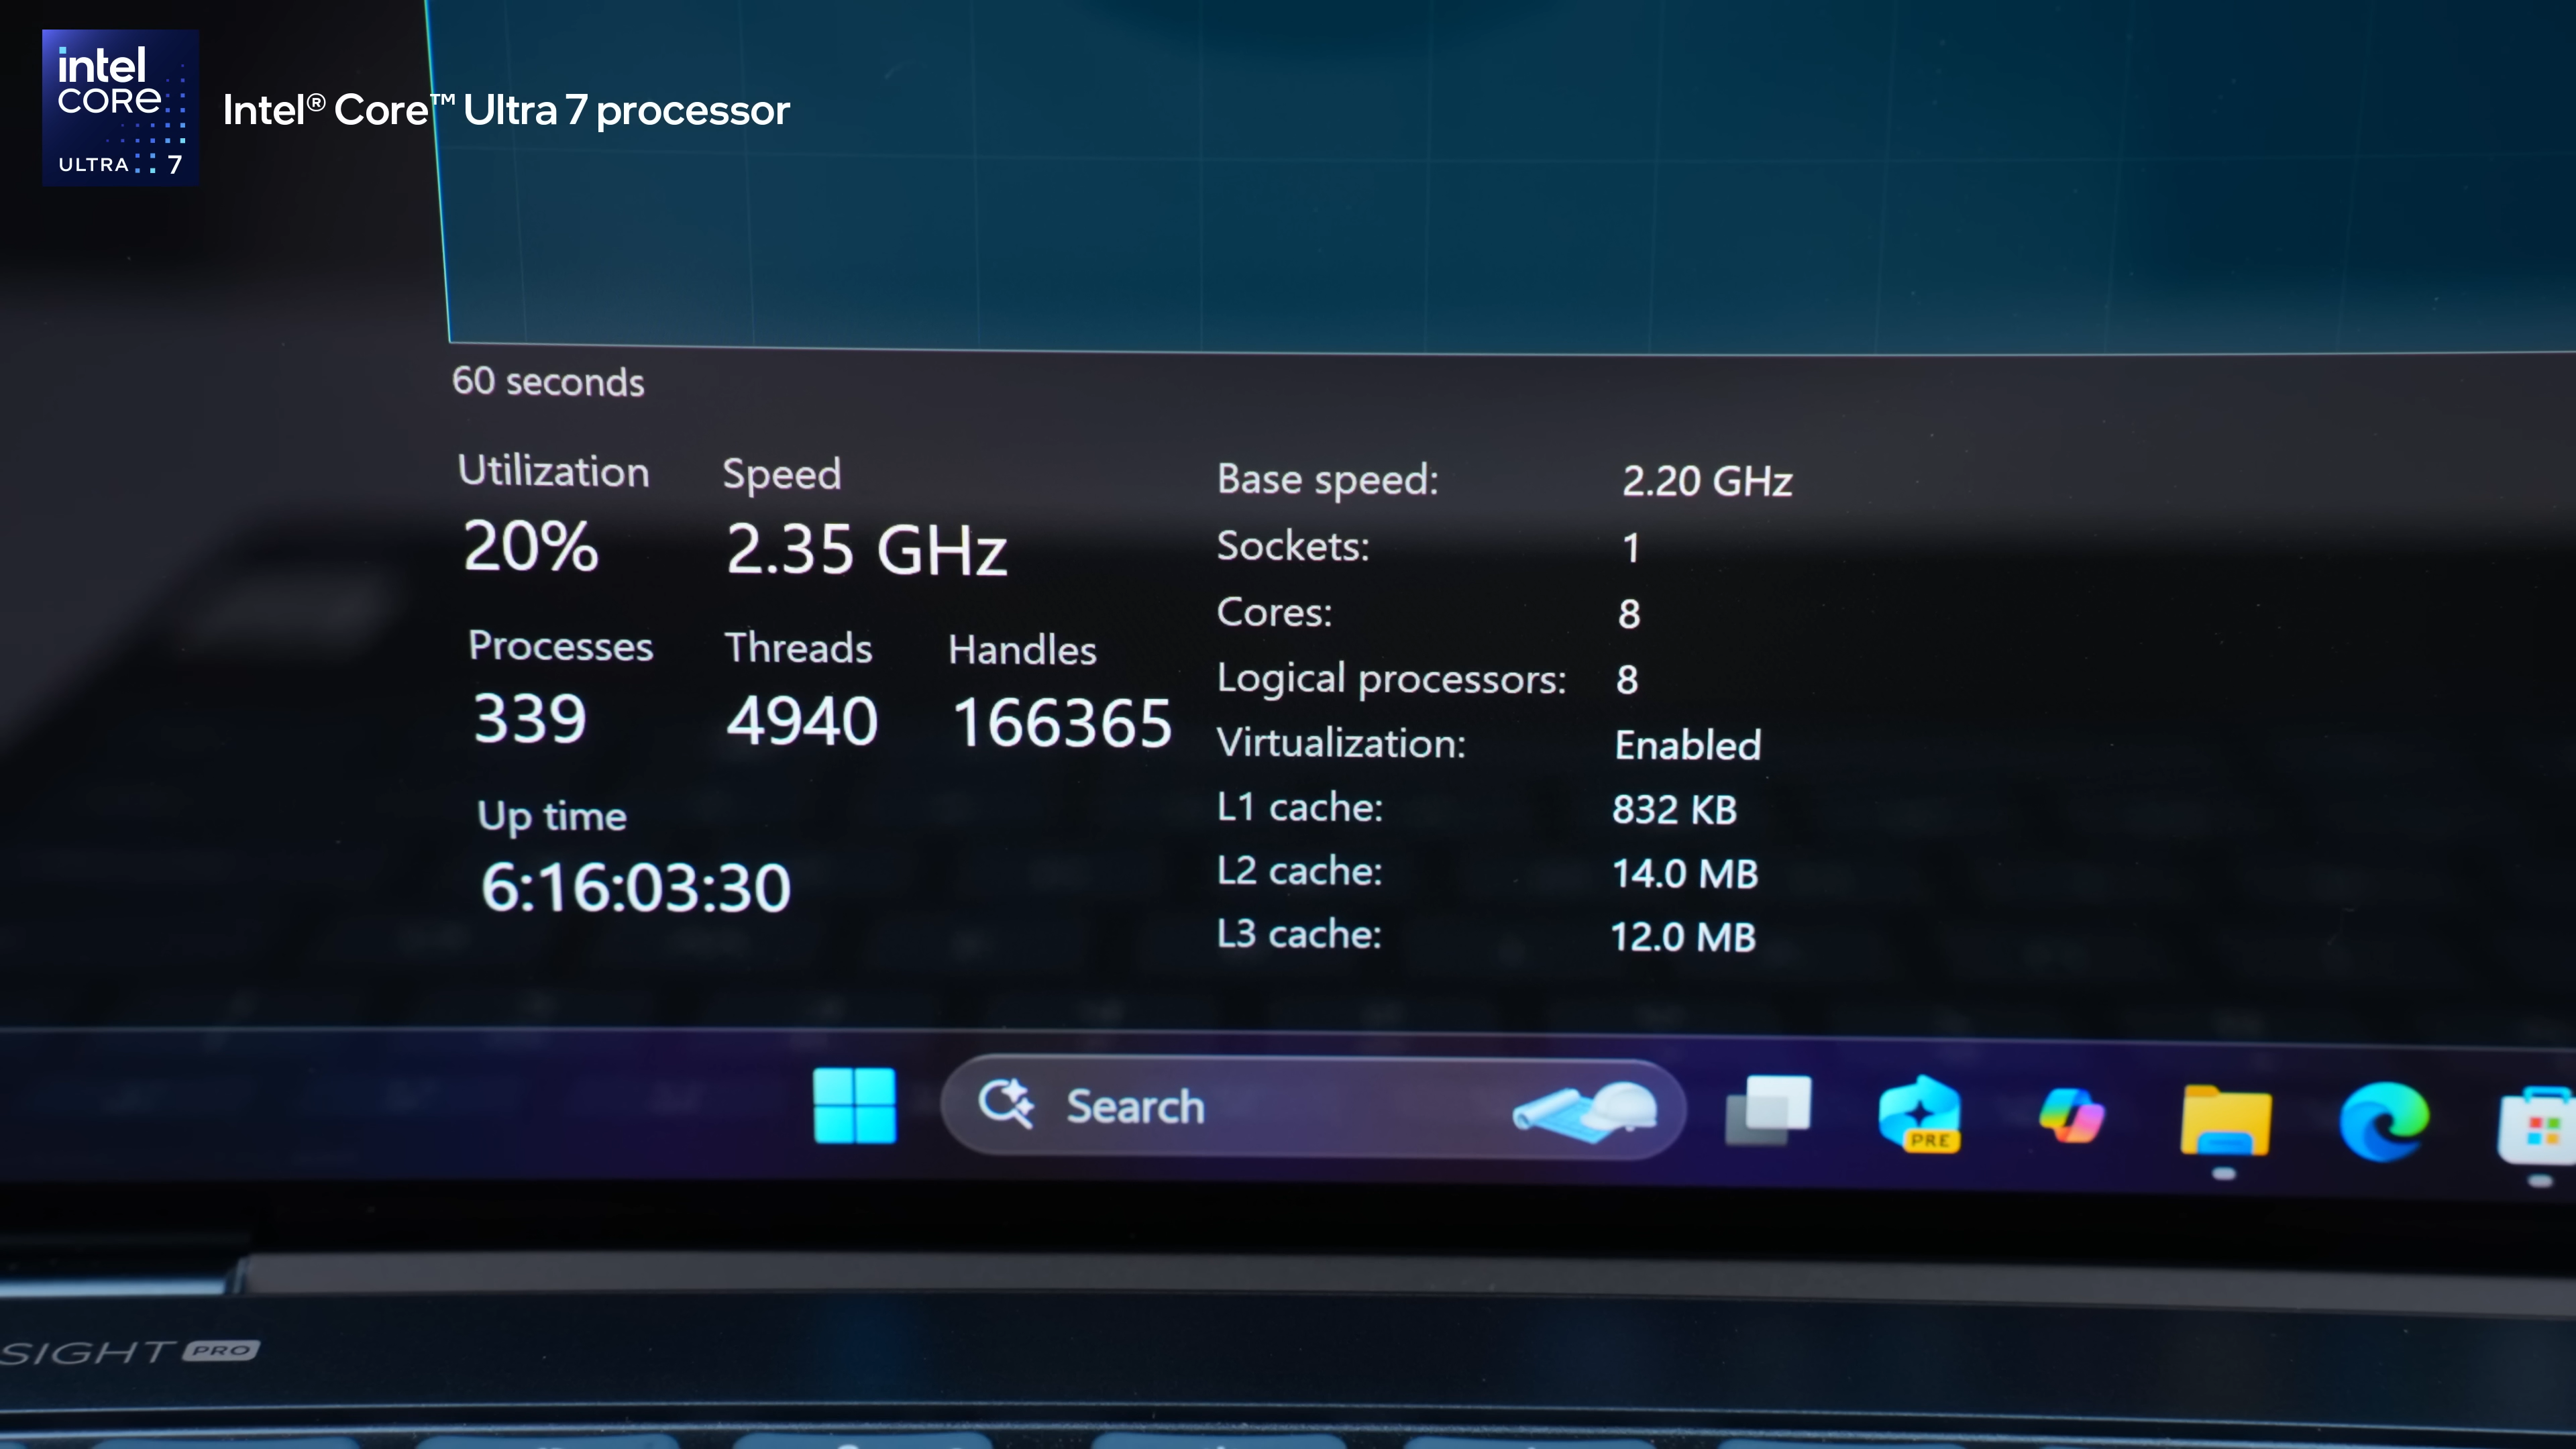 intel
CORE
ULTRA 7
Intel® Core™ Ultra 7 processor
60 seconds
Utilization Speed
20% 2.35 GHz
Processes Threads Handles
339 4940 166365
Up time
6:16:03:30
Base speed: 2.20 GHz
Sockets: 1
Cores: 8
Logical processors: 8
Virtualization: Enabled
L1 cache: 832 KB
L2 cache: 14.0 MB
L3 cache: 12.0 MB
Search
PRE
SIGHT PRO